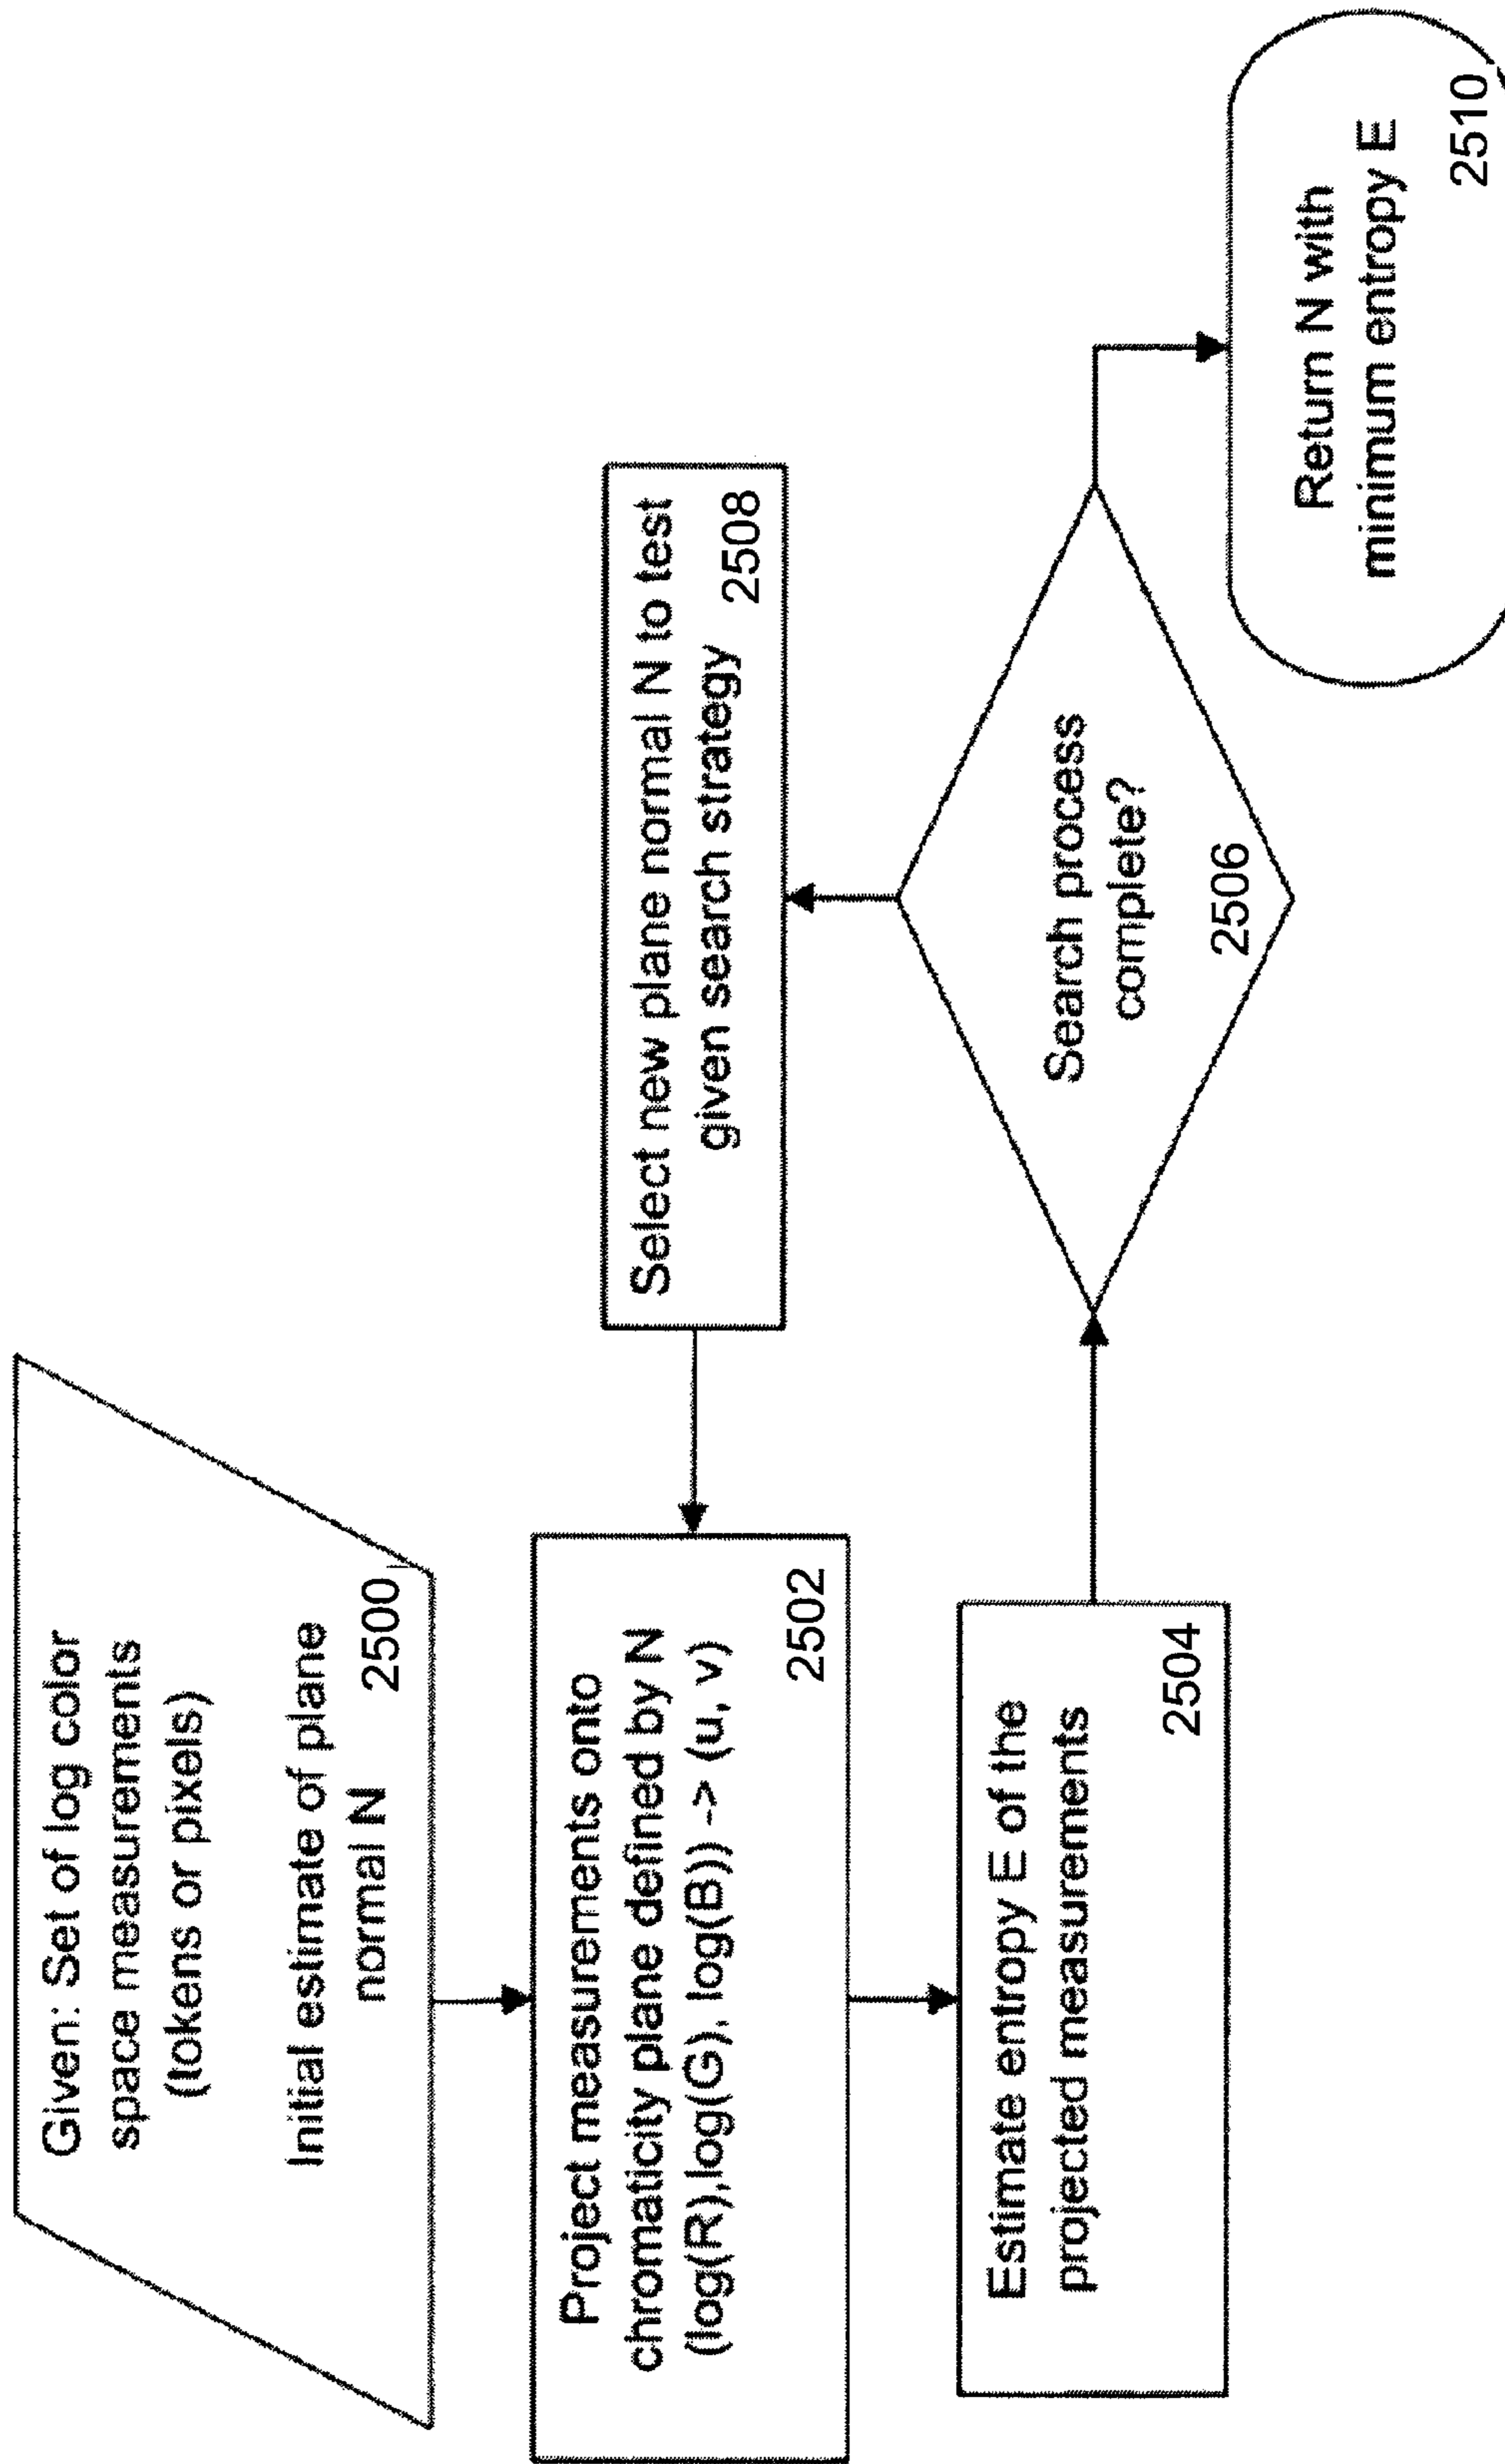 Given: Set of log color
space measurements
(tokens or pixels)
Initial estimate of plane
normal N
2500
Project measurements onto
chromaticity plane defined by N
(log(R),log(G), log(B)) -> (u, v)
2502
Estimate entropy E of the
projected measurements
2504
Search process
complete?
2506
Select new plane normal N to test
given search strategy
2508
Return N with
minimum entropy E
2510